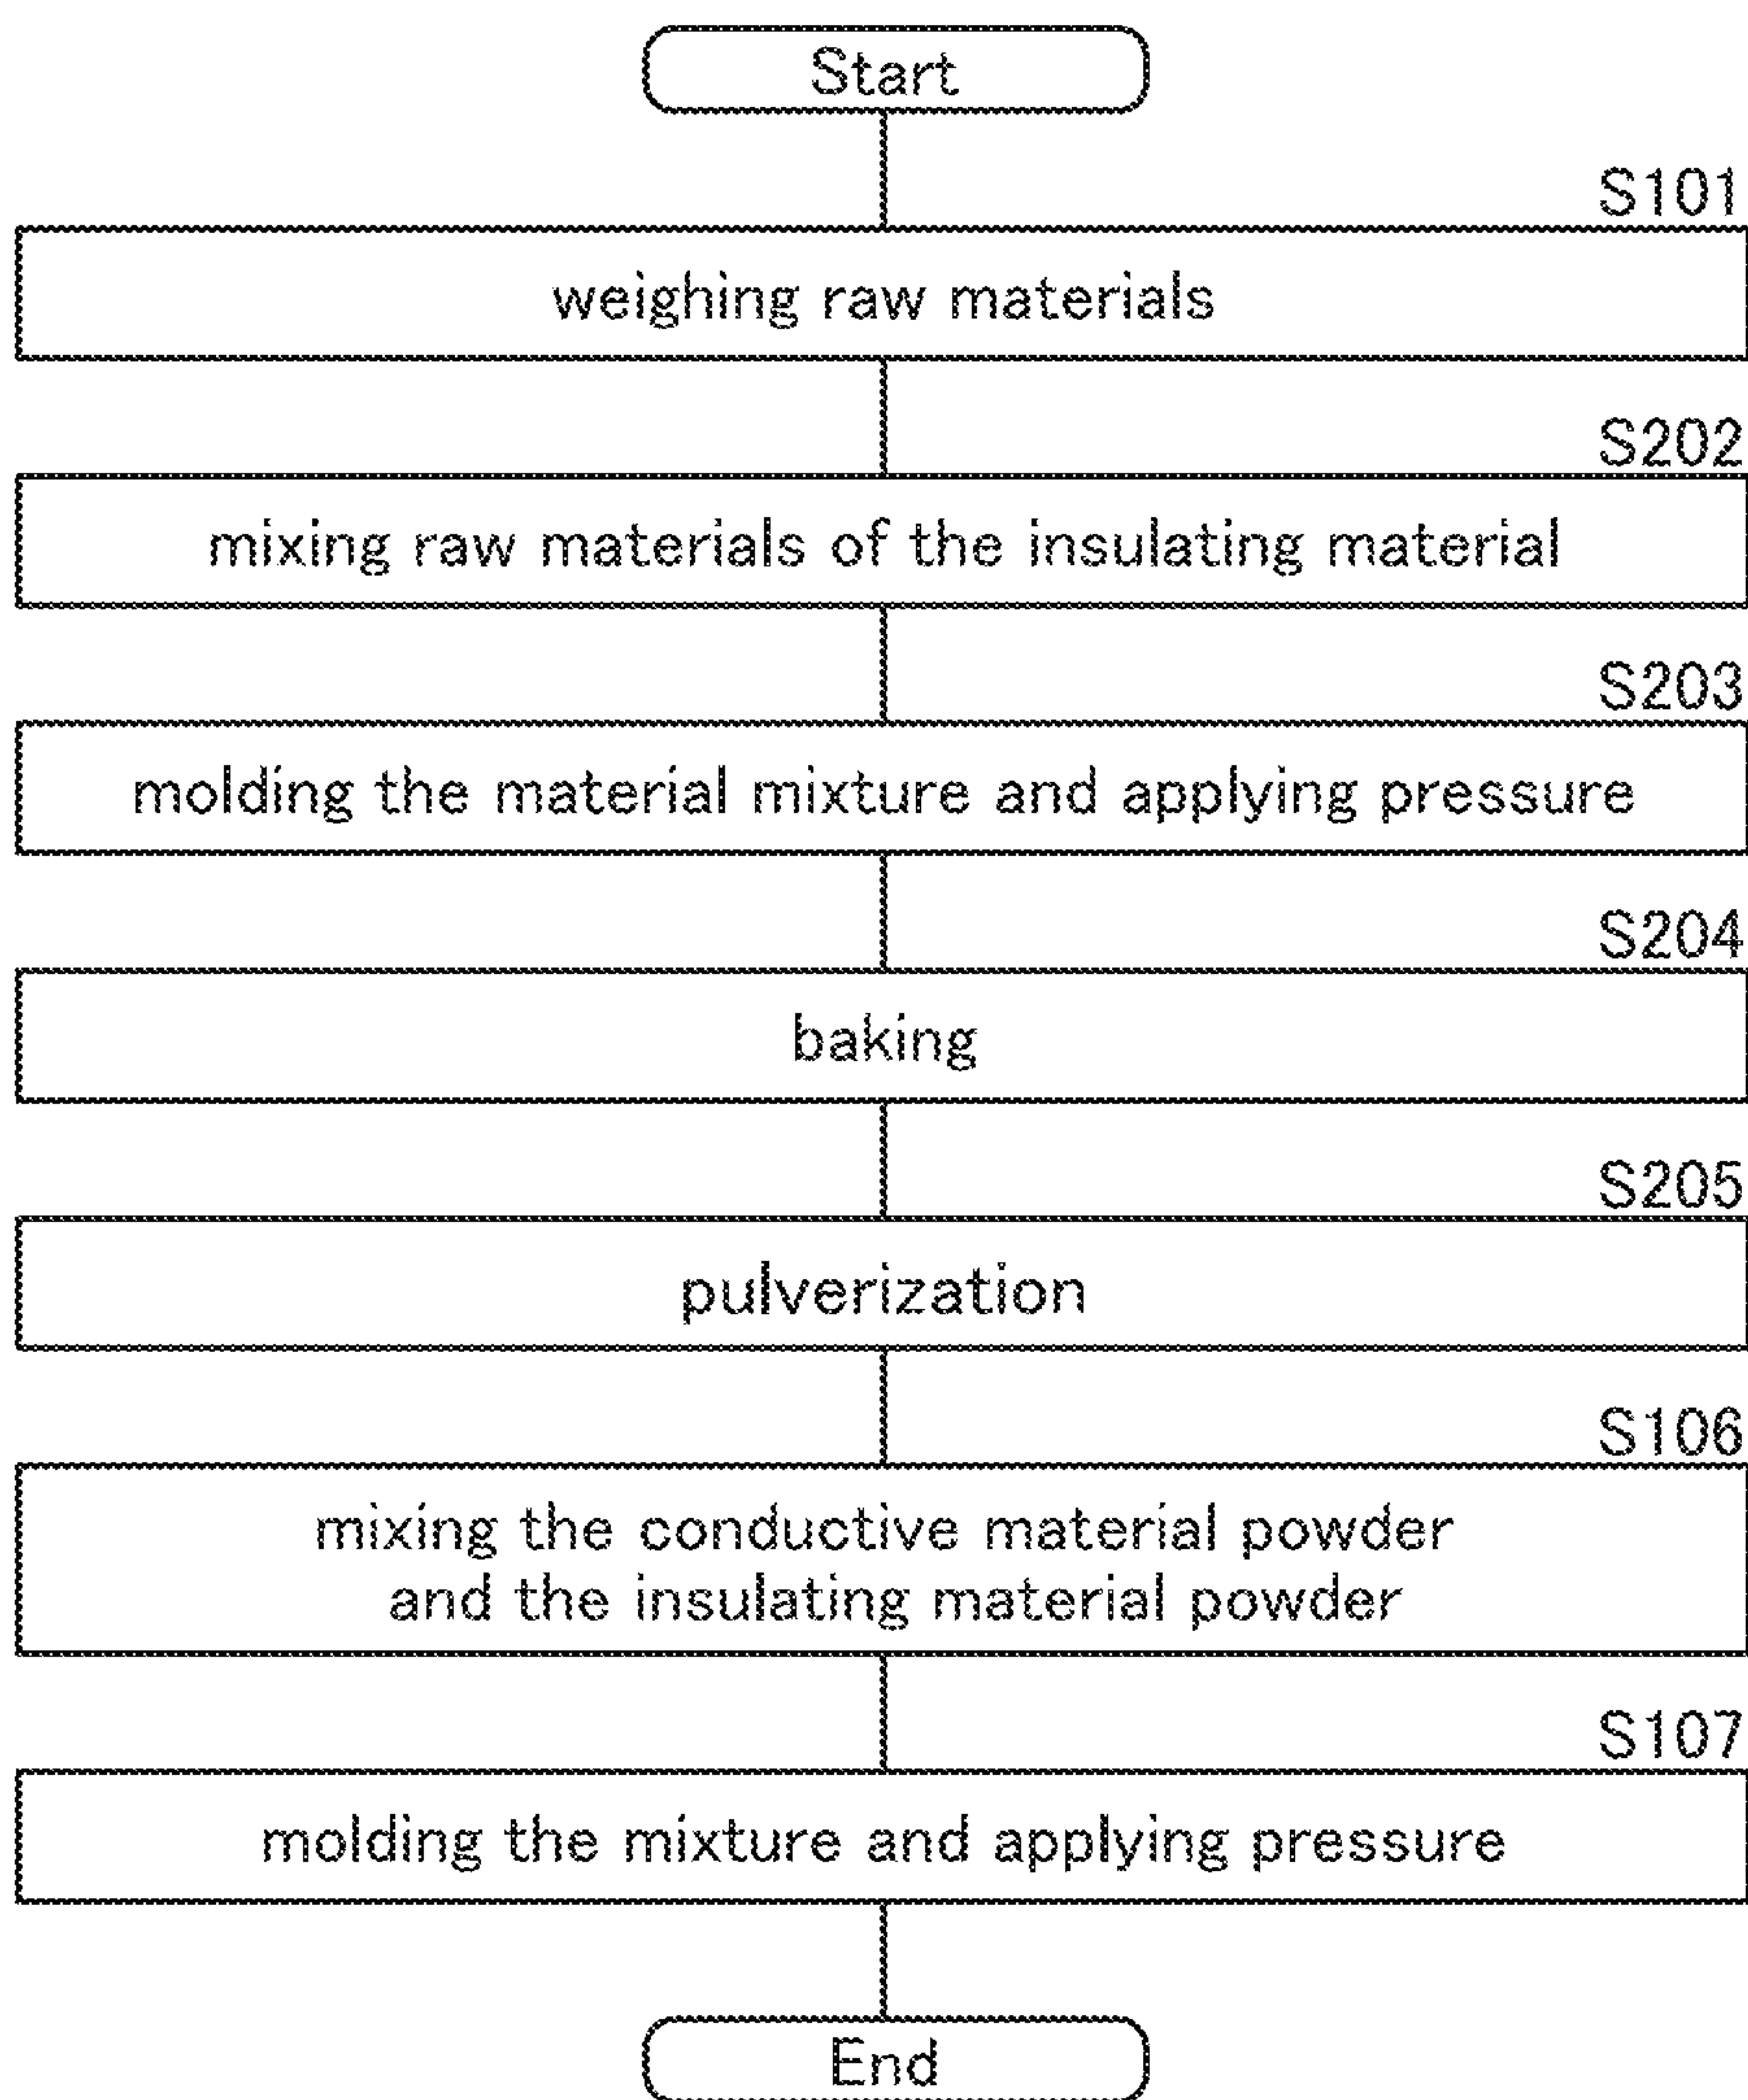 Start
S101
weighing raw materials
S202
mixing raw materials of the insulating material
S203
molding the material mixture and applying pressure
S204
baking
S205
pulverization
S106
mixing the conductive material powder
and the insulating material powder
S107
molding the mixture and applying pressure
End